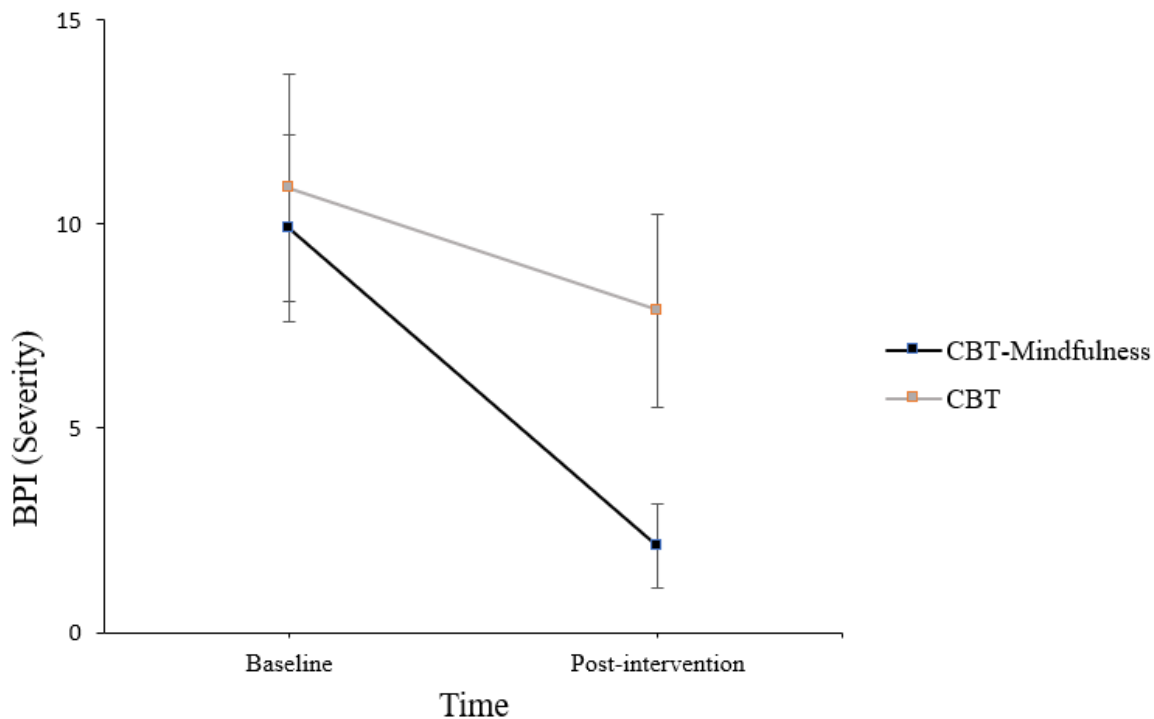 15
10
5
0
BPI (Severity)
Baseline
Post-intervention
Time
CBT-Mindfulness
CBT